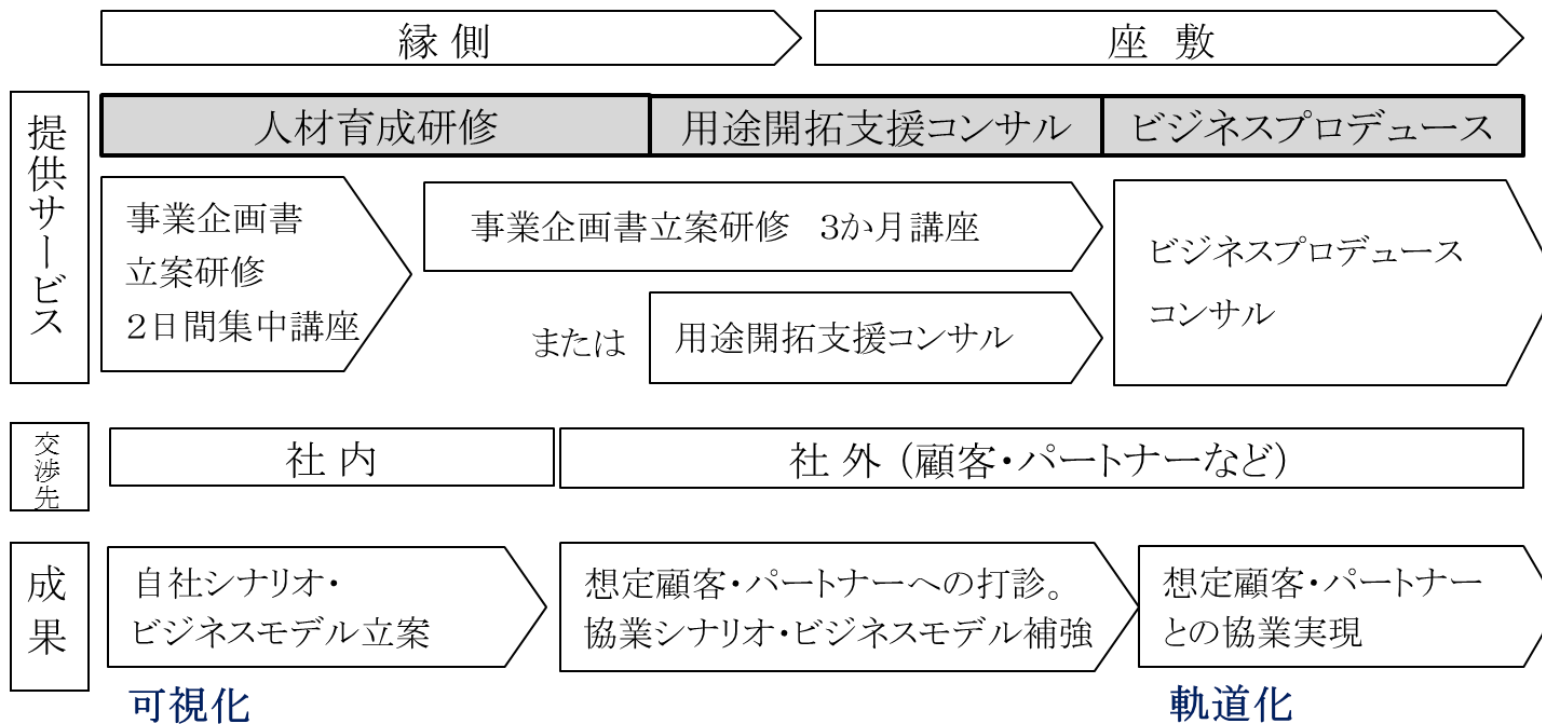 縁 側
座 敷
提供サービス
人材育成研修
用途開拓支援コンサル
ビジネスプロデュース
事業企画書
立案研修
2日間集中講座
事業企画書立案研修　3か月講座
または
用途開拓支援コンサル
ビジネスプロデュース
コンサル
交渉先
社 内
社 外 (顧客・パートナーなど)
成果
自社シナリオ・
ビジネスモデル立案
想定顧客・パートナーへの打診。
協業シナリオ・ビジネスモデル補強
想定顧客・パートナー
との協業実現
可視化
軌道化